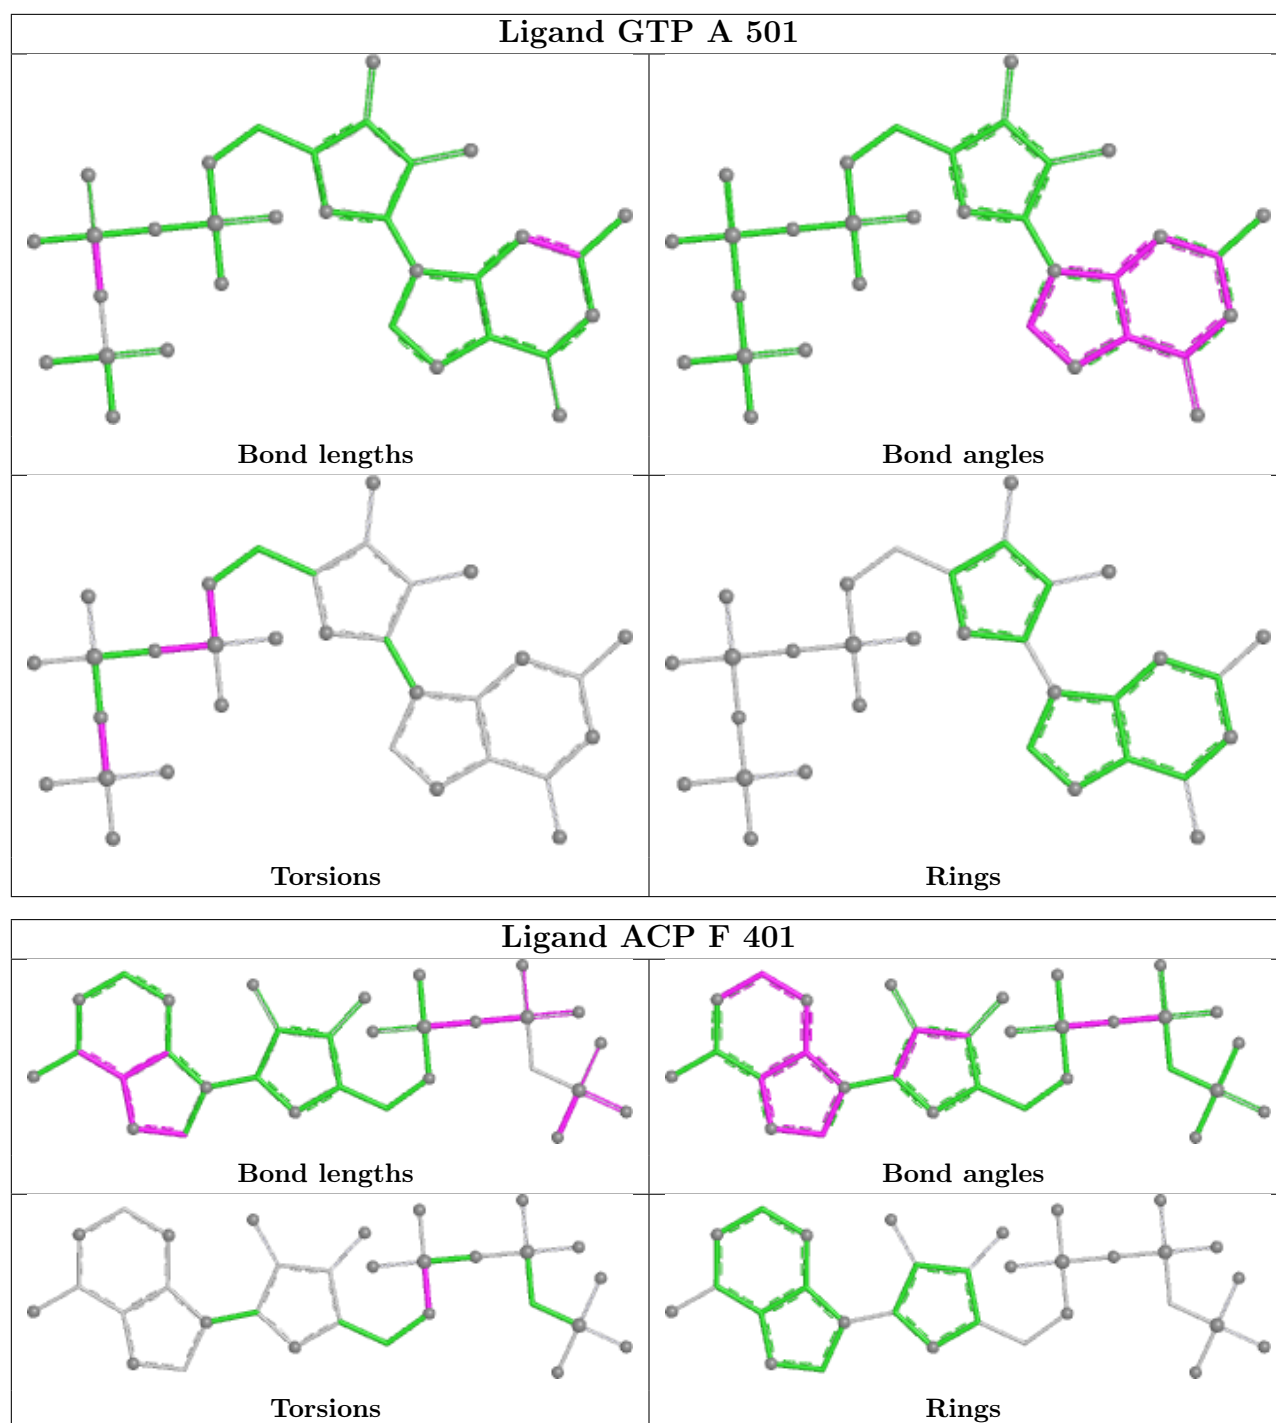 Ligand GTP A 501
Bond lengths
Bond angles
Torsions
Rings
Ligand ACP F 401
Bond lengths
Bond angles
Torsions
Rings